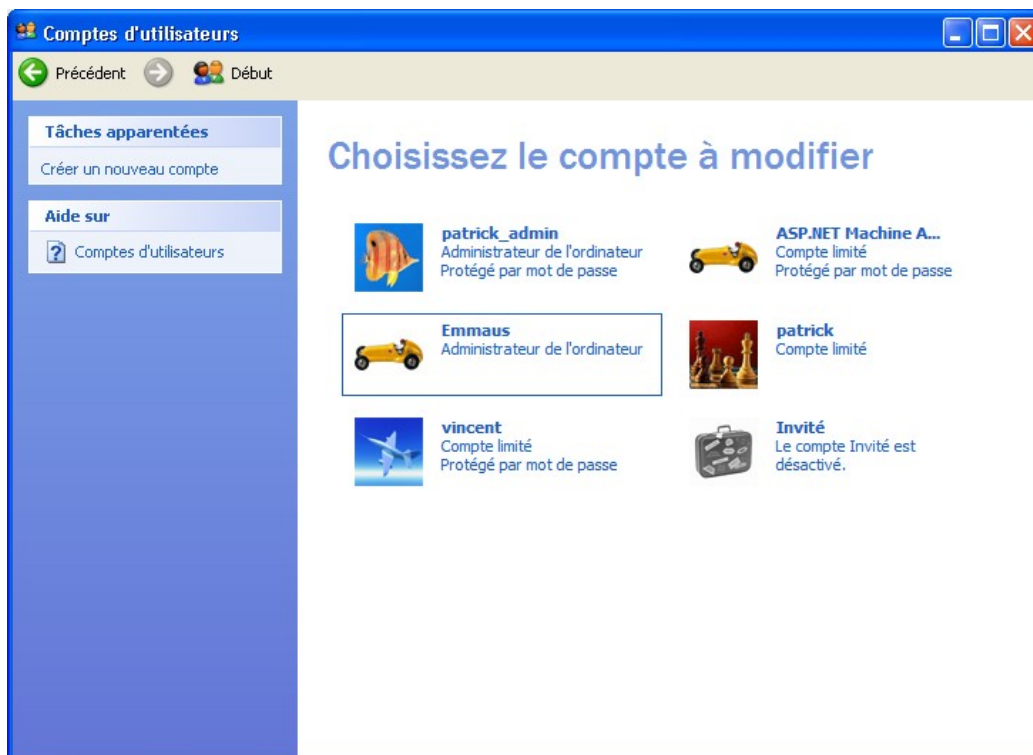 Comptes d'utilisateurs
Précédent
Début
Tâches apparentées
Créer un nouveau compte
Aide sur
Comptes d'utilisateurs
Choisissez le compte à modifier
patrick_admin
Administrateur de l'ordinateur
Protégé par mot de passe
ASP.NET Machine A...
Compte limité
Protégé par mot de passe
Emmaus
Administrateur de l'ordinateur
patrick
Compte limité
vincent
Compte limité
Protégé par mot de passe
Invité
Le compte Invité est
désactivé.